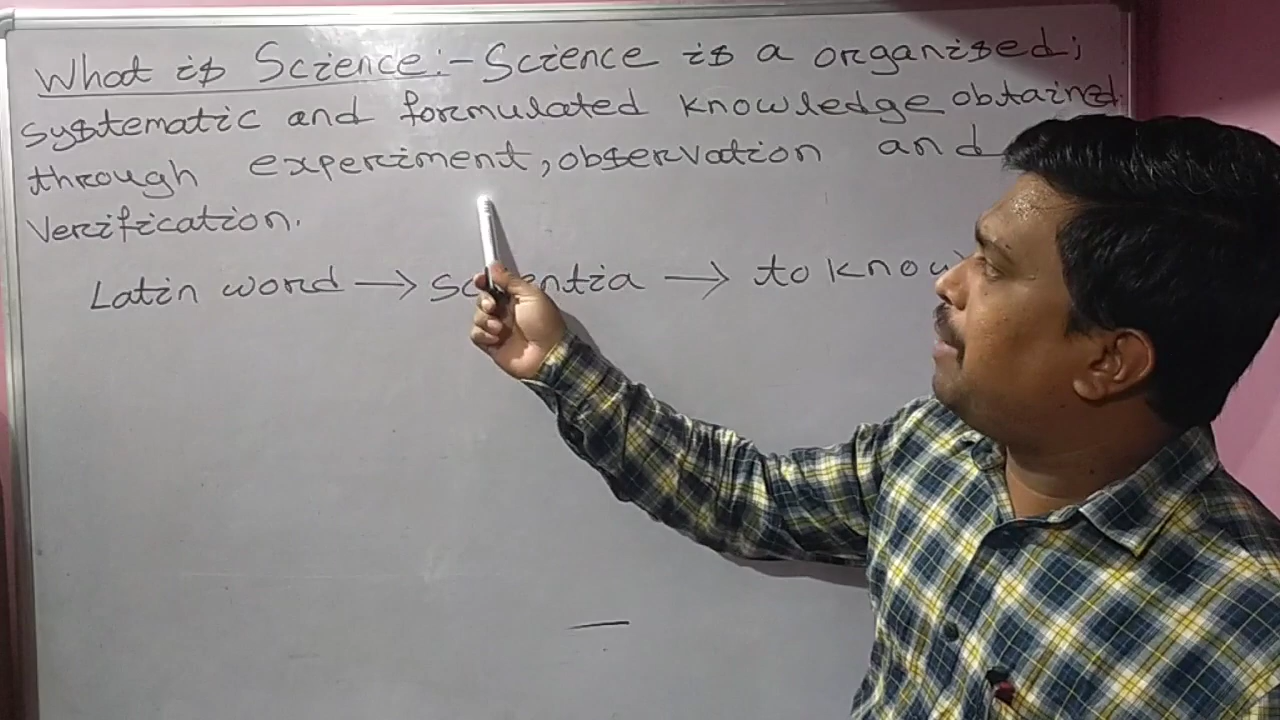 What is Science:- Science is a organised;
systematic and formulated knowledge obtained
through experiment, observation and
verification.
Latin word → scientia → to know